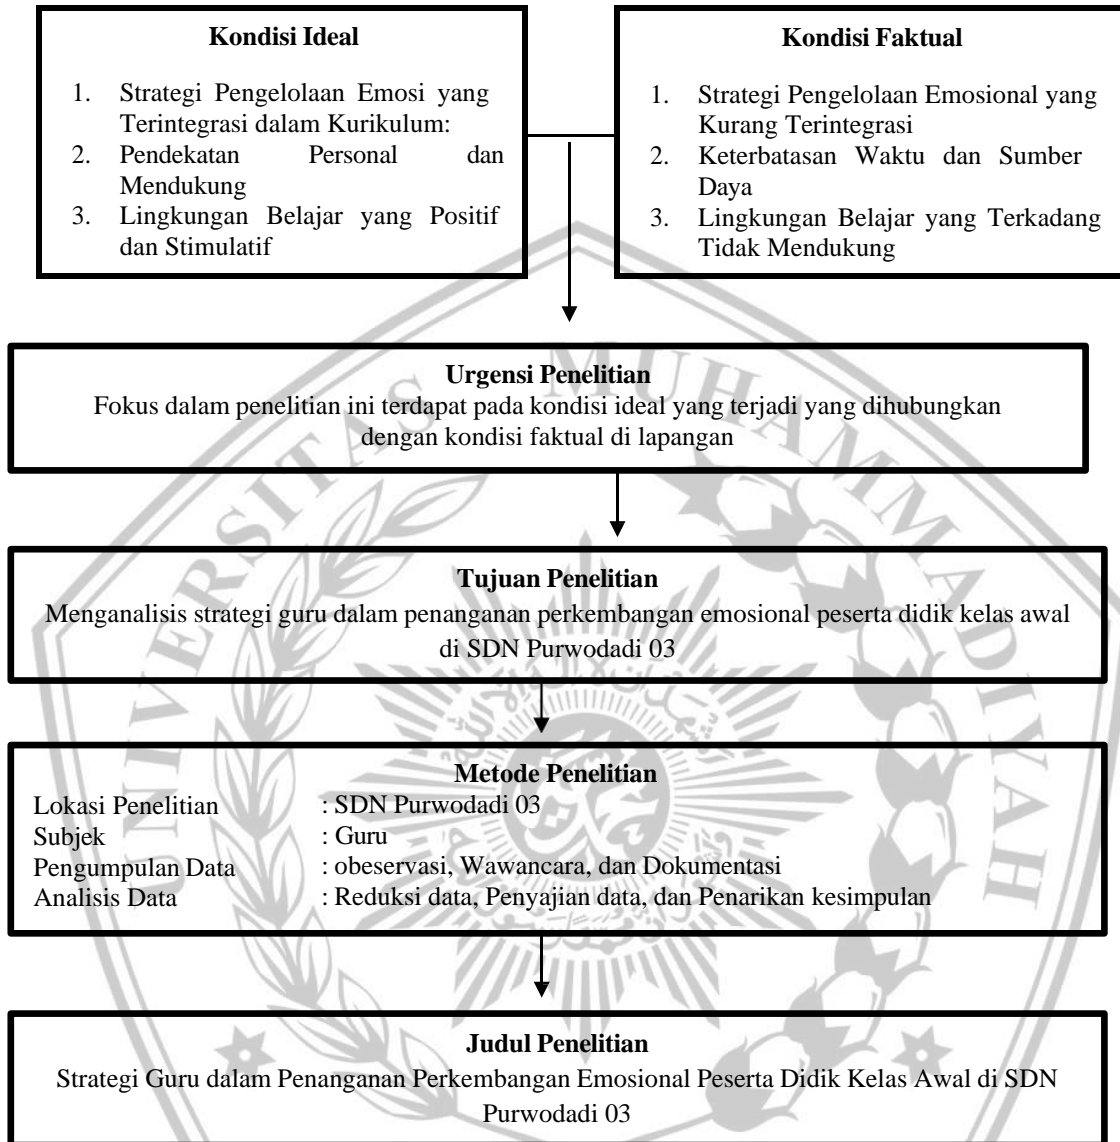 Kondisi Ideal
1. Strategi Pengelolaan Emosi yang
Terintegrasi dalam Kurikulum:
2. Pendekatan Personal dan
Mendukung
3. Lingkungan Belajar yang Positif
dan Stimulatif
Kondisi Faktual
1. Strategi Pengelolaan Emosional yang
Kurang Terintegrasi
2. Keterbatasan Waktu dan Sumber
Daya
3. Lingkungan Belajar yang Terkadang
Tidak Mendukung
Urgensi Penelitian
Fokus dalam penelitian ini terdapat pada kondisi ideal yang terjadi yang dihubungkan
dengan kondisi faktual di lapangan
Tujuan Penelitian
Menganalisis strategi guru dalam penanganan perkembangan emosional peserta didik kelas awal
di SDN Purwodadi 03
Metode Penelitian
Lokasi Penelitian : SDN Purwodadi 03
Subjek : Guru
Pengumpulan Data : obeservasi, Wawancara, dan Dokumentasi
Analisis Data : Reduksi data, Penyajian data, dan Penarikan kesimpulan
Judul Penelitian
Strategi Guru dalam Penanganan Perkembangan Emosional Peserta Didik Kelas Awal di SDN
Purwodadi 03
UNIVERSITAS MUHAMMADIYAH